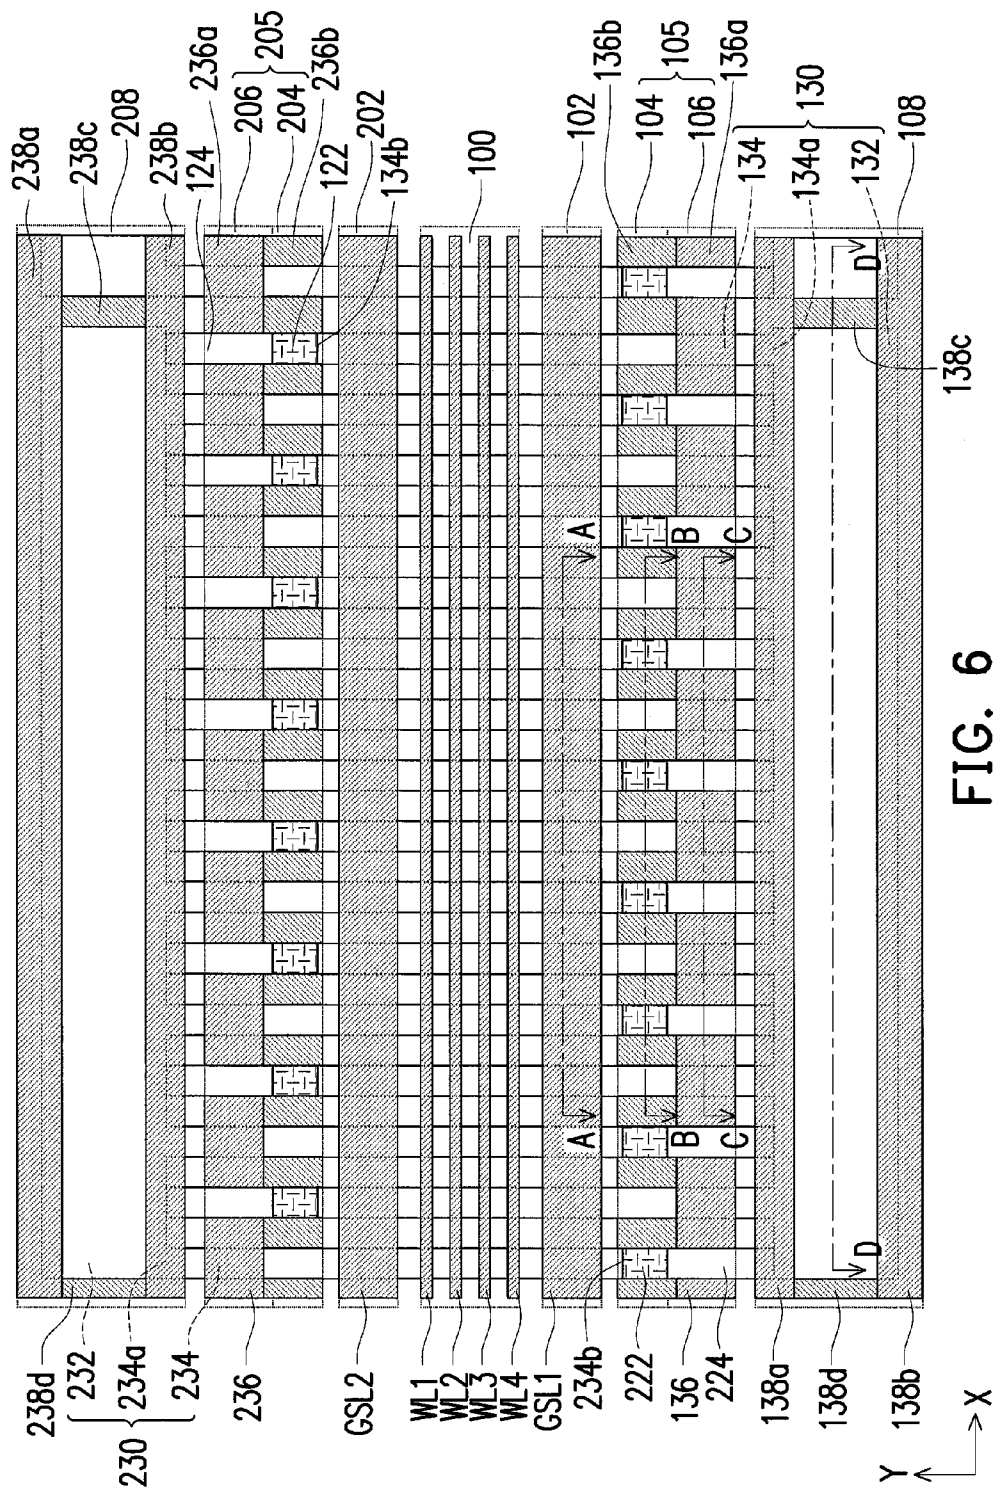 238a
208
238c
238b
124
236a
206
205
204
236b
122
134b
202
100
102
136b
104
105
106
136a
134
130
134a
132
108
138c
D
D
A
A
B
B
C
C
238d
232
234a
230
234
236
GSL2
WL1
WL2
WL3
WL4
GSL1
234b
222
136
224
138a
138d
138b
Y
X
FIG. 6